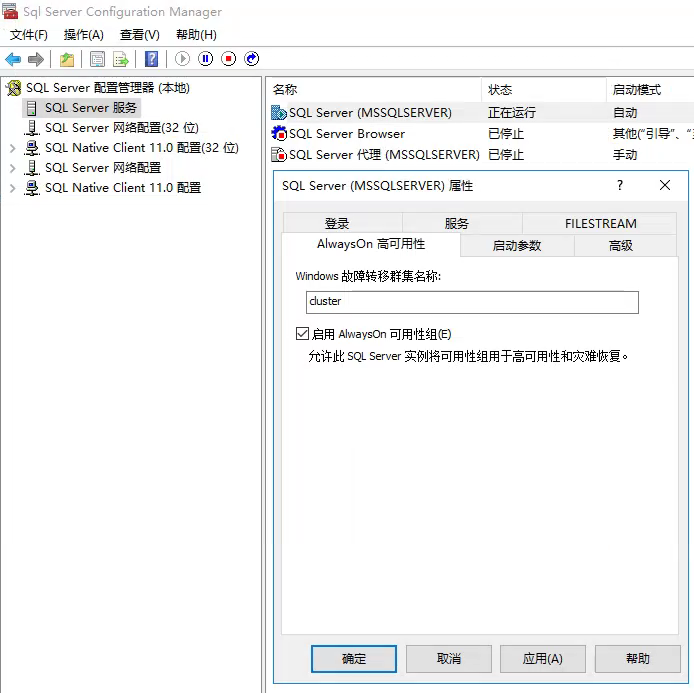 Sql Server Configuration Manager
文件(F) 操作(A) 查看(V) 帮助(H)
SQL Server 配置管理器 (本地)
SQL Server 服务
SQL Server 网络配置(32 位)
SQL Native Client 11.0 配置(32 位)
SQL Server 网络配置
SQL Native Client 11.0 配置
名称 状态 启动模式
SQL Server (MSSQLSERVER) 正在运行 自动
SQL Server Browser 已停止 其他("引导"、"
SQL Server 代理 (MSSQLSERVER) 已停止 手动
SQL Server (MSSQLSERVER) 属性
登录 服务 FILESTREAM
AlwaysOn 高可用性 启动参数 高级
Windows 故障转移群集名称:
cluster
启用 AlwaysOn 可用性组(E)
允许此 SQL Server 实例将可用性组用于高可用性和灾难恢复。
确定 取消 应用(A) 帮助